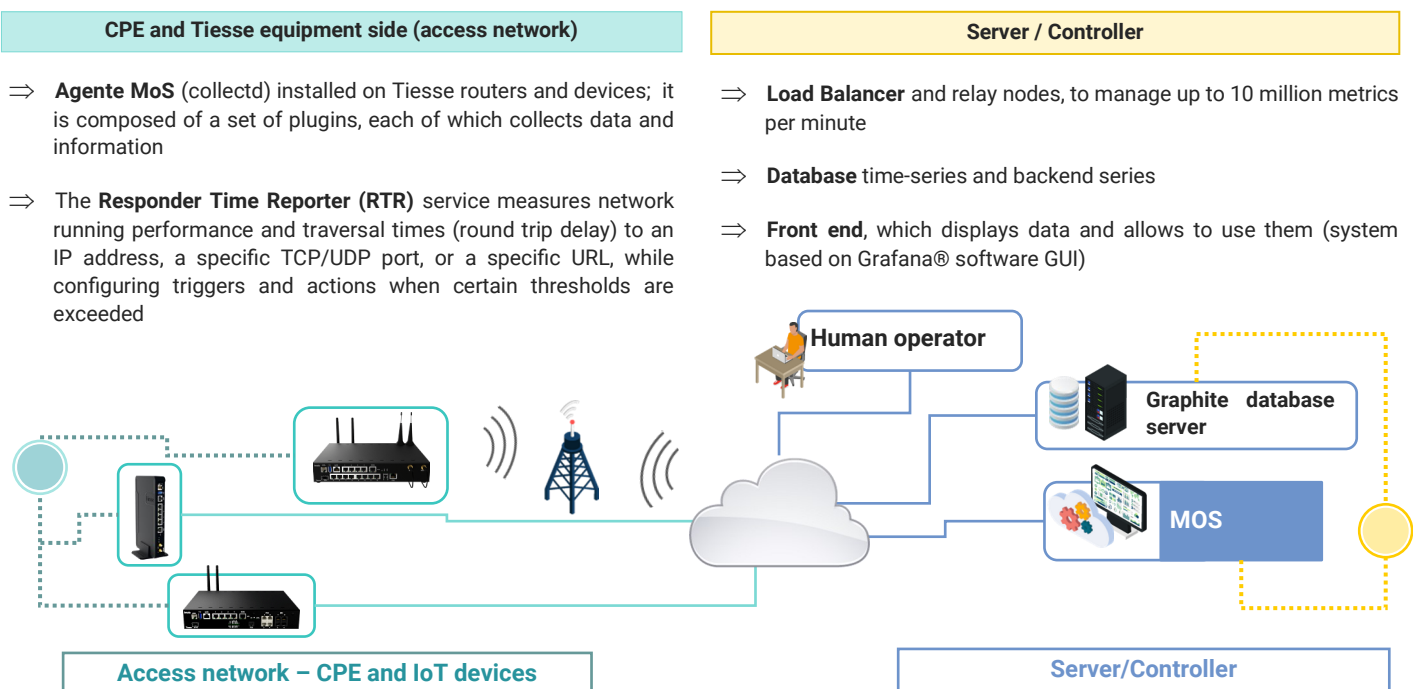 CPE and Tiesse equipment side (access network)
⇒ Agente MoS (collectd) installed on Tiesse routers and devices; it
is composed of a set of plugins, each of which collects data and
information
⇒ The Responder Time Reporter (RTR) service measures network
running performance and traversal times (round trip delay) to an
IP address, a specific TCP/UDP port, or a specific URL, while
configuring triggers and actions when certain thresholds are
exceeded
Server / Controller
⇒ Load Balancer and relay nodes, to manage up to 10 million metrics
per minute
⇒ Database time-series and backend series
⇒ Front end, which displays data and allows to use them (system
based on Grafana® software GUI)
Human operator
Graphite database
server
MOS
Access network – CPE and IoT devices
Server/Controller